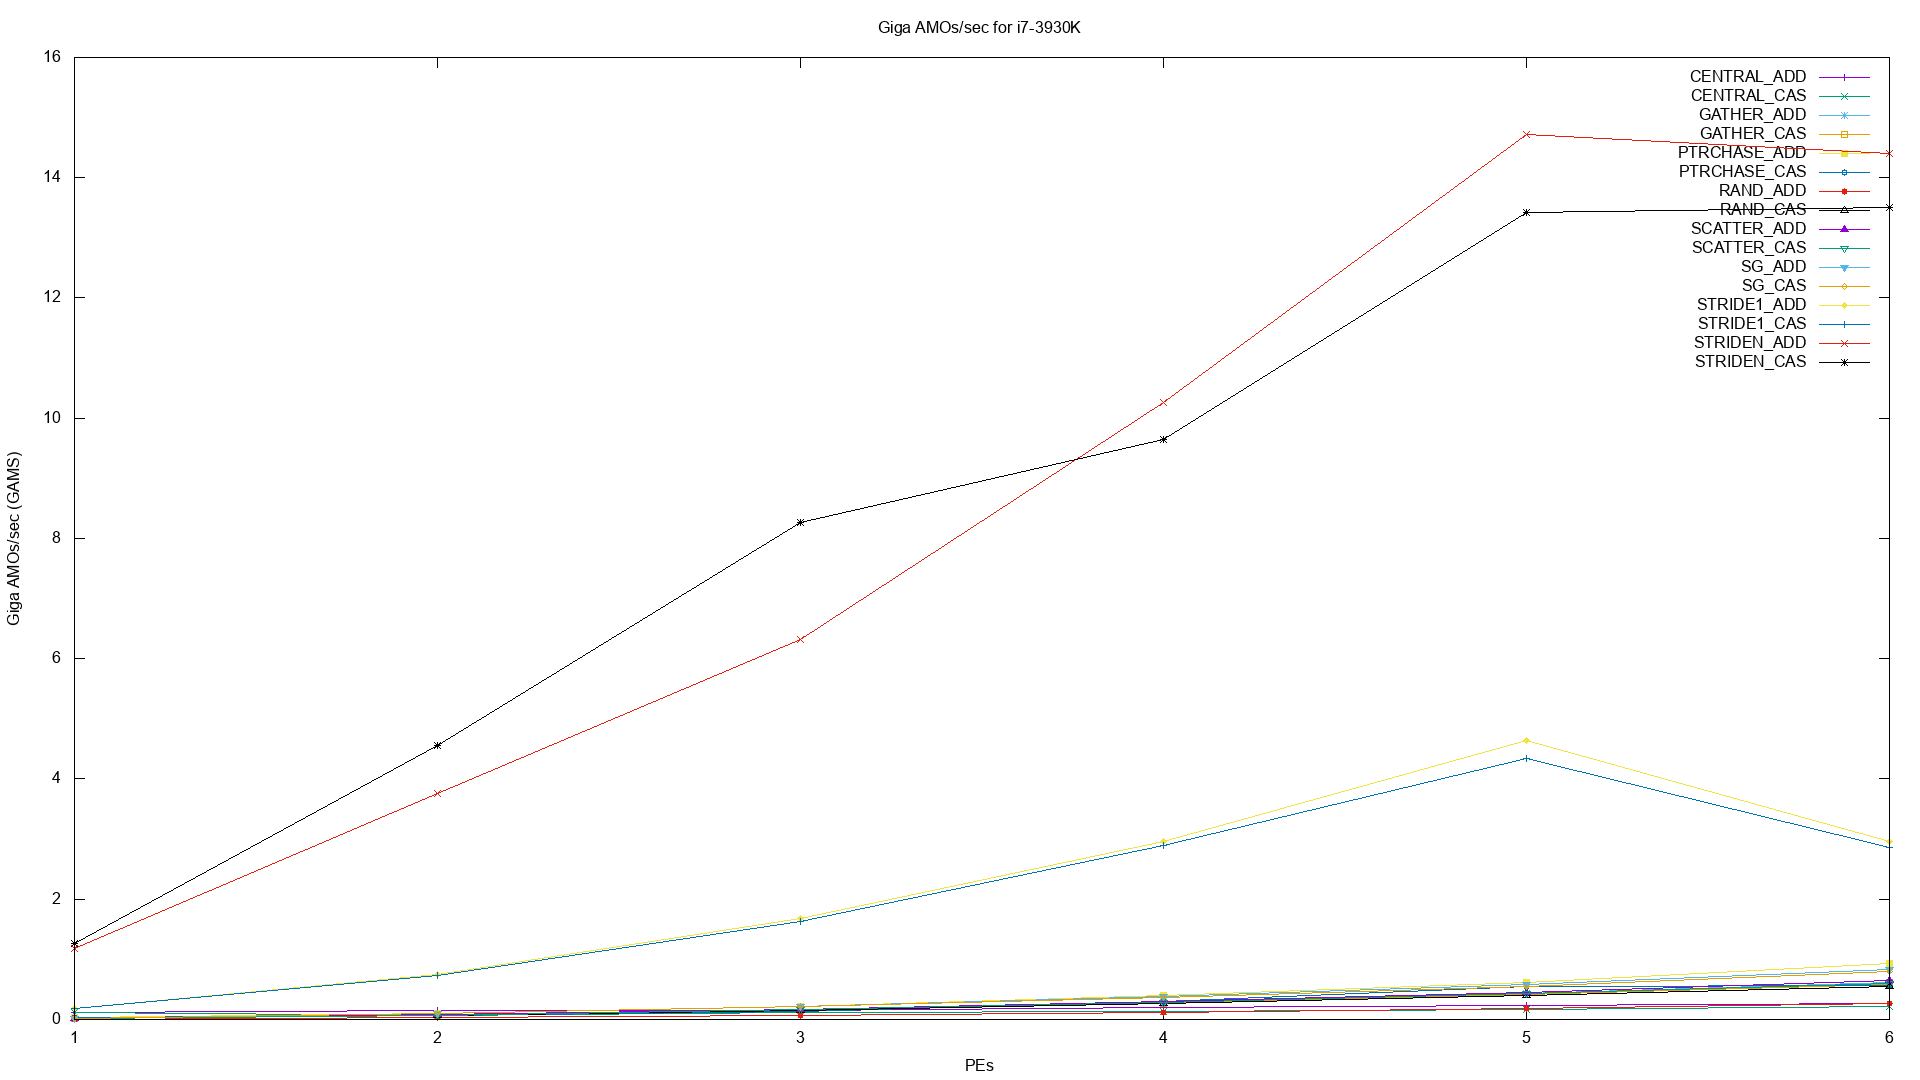 Giga AMOs/sec for i7-3930K
16
14
12
10
8
6
4
2
0
Giga AMOs/sec (GAMS)
CENTRAL_ADD
CENTRAL_CAS
GATHER_ADD
GATHER_CAS
PTRCHASE_ADD
PTRCHASE_CAS
RAND_ADD
RAND_CAS
SCATTER_ADD
SCATTER_CAS
SG_ADD
SG_CAS
STRIDE1_ADD
STRIDE1_CAS
STRIDEN_ADD
STRIDEN_CAS
1 2 3 4 5 6
PEs